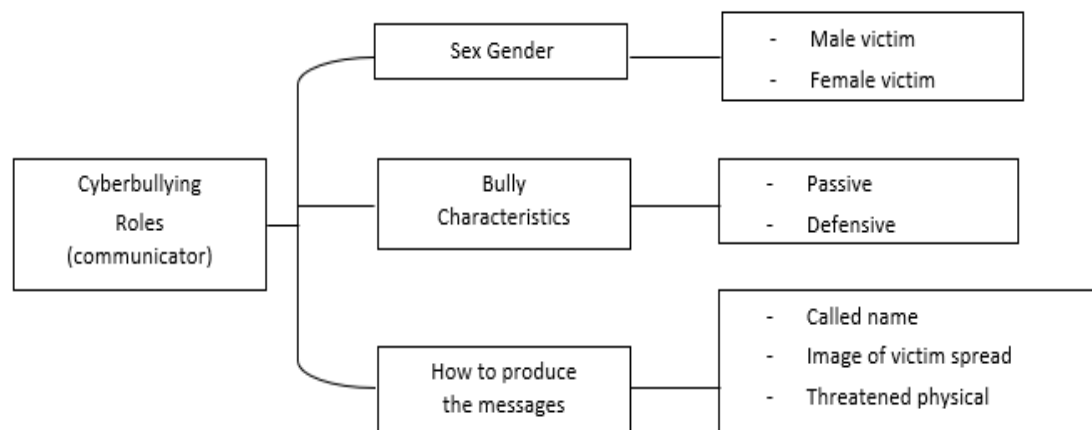 Sex Gender
- Male victim
- Female victim
Cyberbullying
Roles
(communicator)
Bully
Characteristics
- Passive
- Defensive
How to produce
the messages
- Called name
- Image of victim spread
- Threatened physical